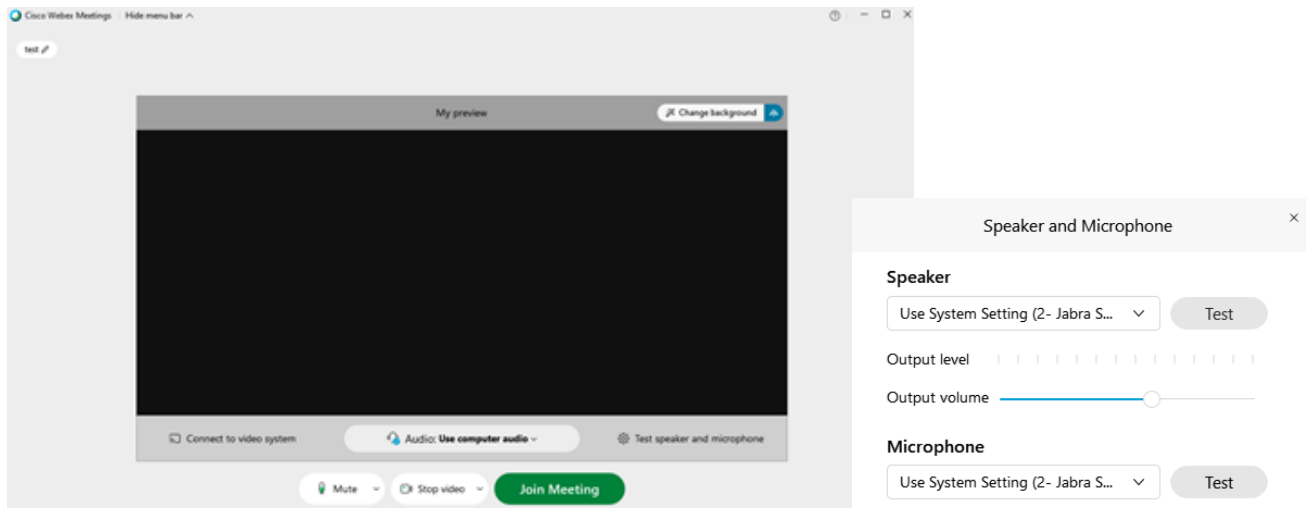 Cisco Webex Meetings Hide menu bar
test
My preview Change background
Connect to video system Audio: Use computer audio Test speaker and microphone
Mute Stop video Join Meeting
Speaker and Microphone
Speaker
Use System Setting (2- Jabra S... Test
Output level
Output volume
Microphone
Use System Setting (2- Jabra S... Test